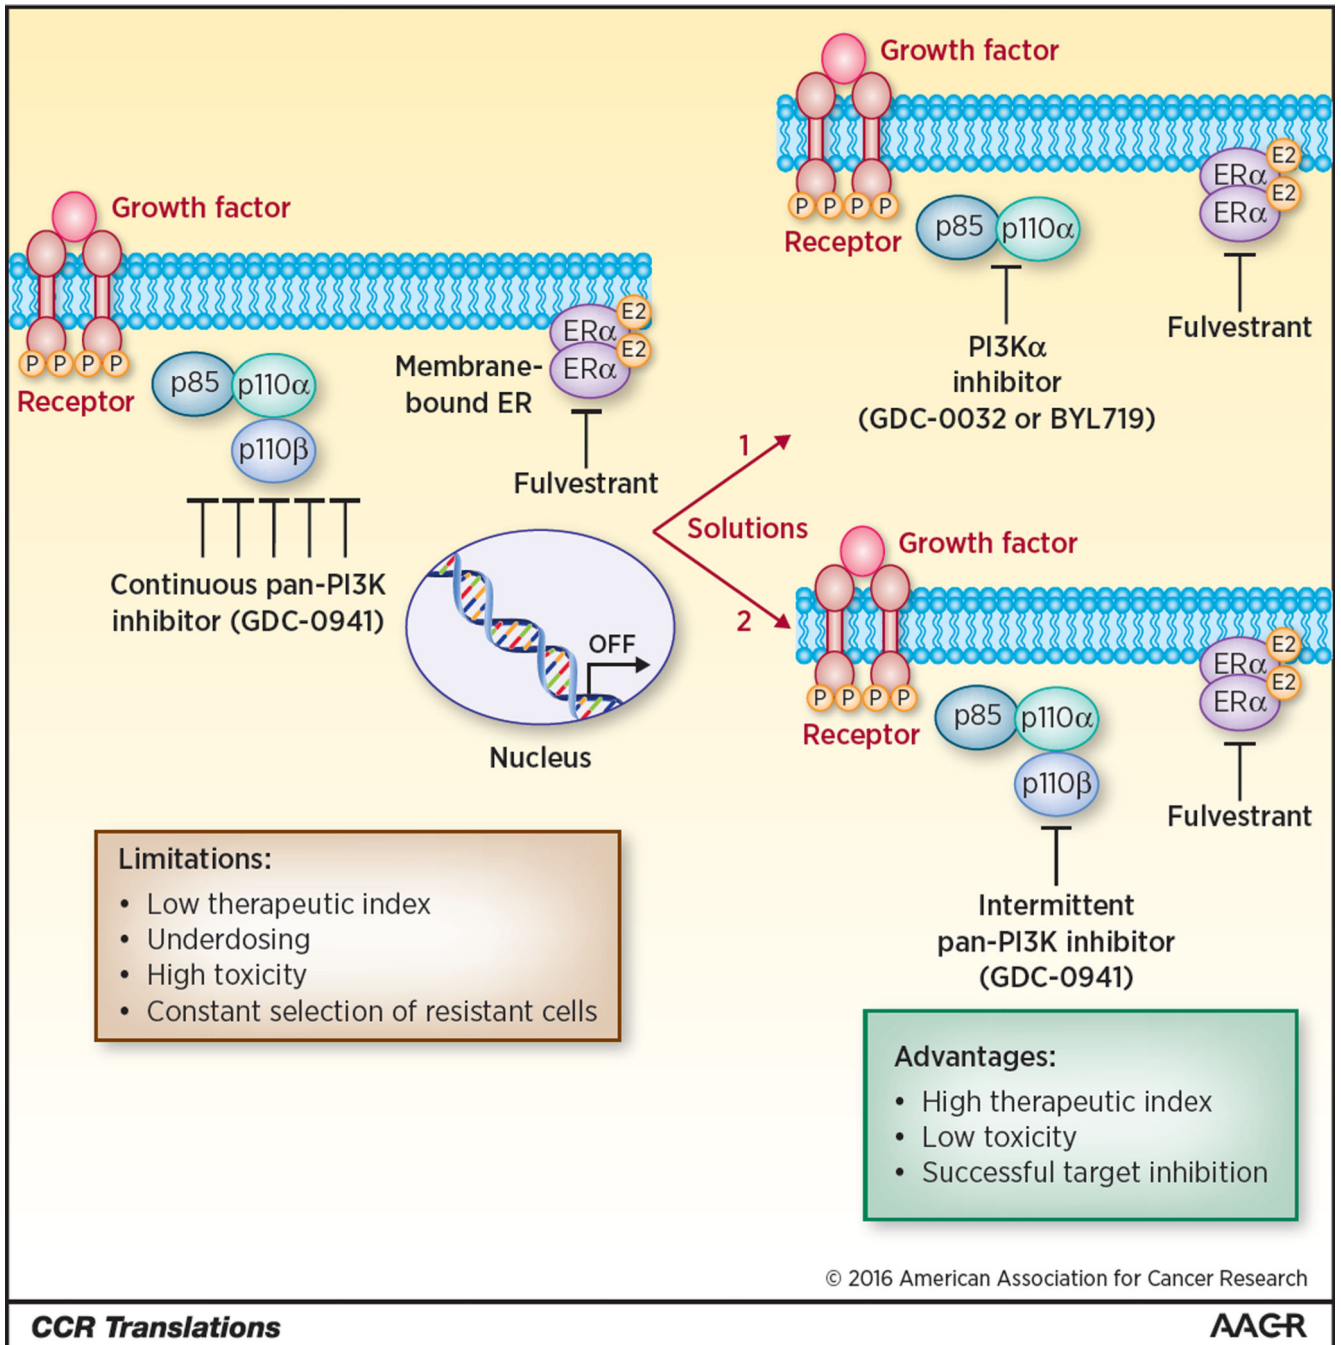 Growth factor
P P P P
Receptor
p85 p110α
p110β
Continuous pan-PI3K
inhibitor (GDC-0941)
Membrane-
bound ER
E2
ERα
E2
ERα
Fulvestrant
OFF
Nucleus
Limitations:
• Low therapeutic index
• Underdosing
• High toxicity
• Constant selection of resistant cells
1
Solutions
2
Growth factor
P P P P
Receptor
p85 p110α
PI3Kα
inhibitor
(GDC-0032 or BYL719)
E2
ERα
E2
ERα
Fulvestrant
Growth factor
P P P P
Receptor
p85 p110α
p110β
Intermittent
pan-PI3K inhibitor
(GDC-0941)
E2
ERα
E2
ERα
Fulvestrant
Advantages:
• High therapeutic index
• Low toxicity
• Successful target inhibition
© 2016 American Association for Cancer Research
CCR Translations
AACR